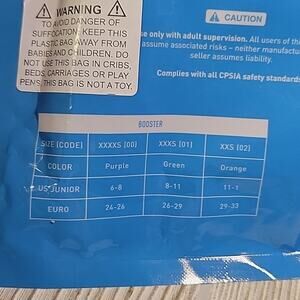 ⚠ WARNING
TO AVOID DANGER OF
SUFFOCATION, KEEP THIS
PLASTIC BAG AWAY FROM
BABIES AND CHILDREN. DO
NOT USE THIS BAG IN CRIBS,
BEDS, CARRIAGES OR PLAY
PENS. THIS BAG IS NOT A TOY.
⚠ CAUTION
use only with adult supervision. All users of this
assume associated risks – neither manufacturer
seller assumes liability.
Complies with all CPSIA safety standards
BOOSTER
SIZE (CODE) XXXXS (00) XXXS (01) XXS (02)
COLOR Purple Green Orange
US JUNIOR 6-8 8-11 11-1
EURO 24-26 26-29 29-33